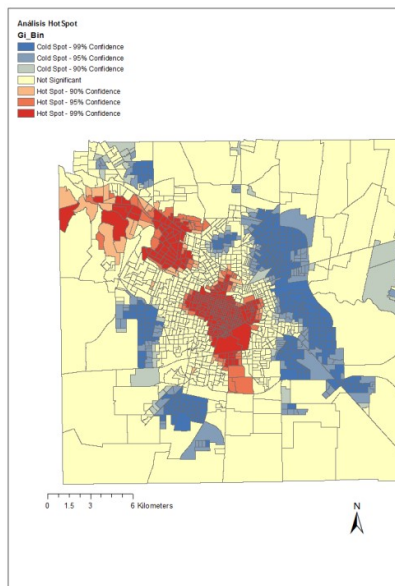 Análisis HotSpot
Gi_Bin
Cold Spot - 99% Confidence
Cold Spot - 95% Confidence
Cold Spot - 90% Confidence
Not Significant
Hot Spot - 90% Confidence
Hot Spot - 95% Confidence
Hot Spot - 99% Confidence
0 1.5 3 6 Kilometers
N